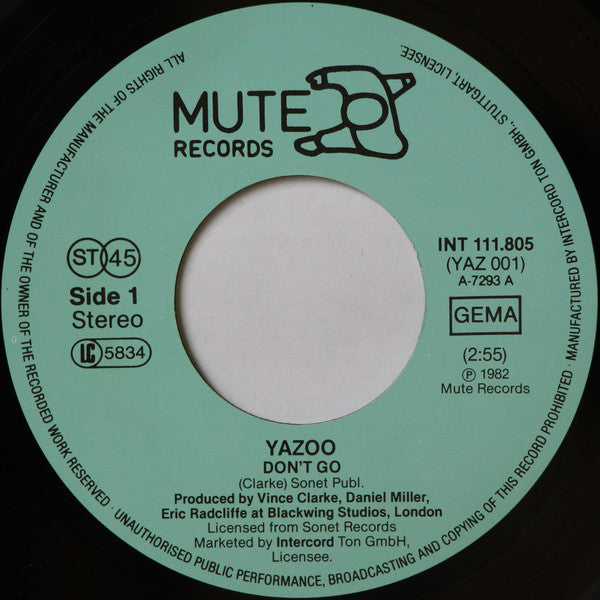 MUTE
RECORDS
ST 45
Side 1
Stereo
LC 5834
INT 111.805
(YAZ 001)
A-7293 A
GEMA
(2:55)
℗ 1982
Mute Records
YAZOO
DON'T GO
(Clarke) Sonet Publ.
Produced by Vince Clarke, Daniel Miller,
Eric Radcliffe at Blackwing Studios, London
Licensed from Sonet Records
Marketed by Intercord Ton GmbH,
Licensee.
ALL RIGHTS OF THE MANUFACTURER AND OF THE OWNER OF THE RECORDED WORK RESERVED · UNAUTHORISED PUBLIC PERFORMANCE, BROADCASTING AND COPYING OF THIS RECORD PROHIBITED · MANUFACTURED BY INTERCORD TON GMBH., STUTTGART, LICENSEE.